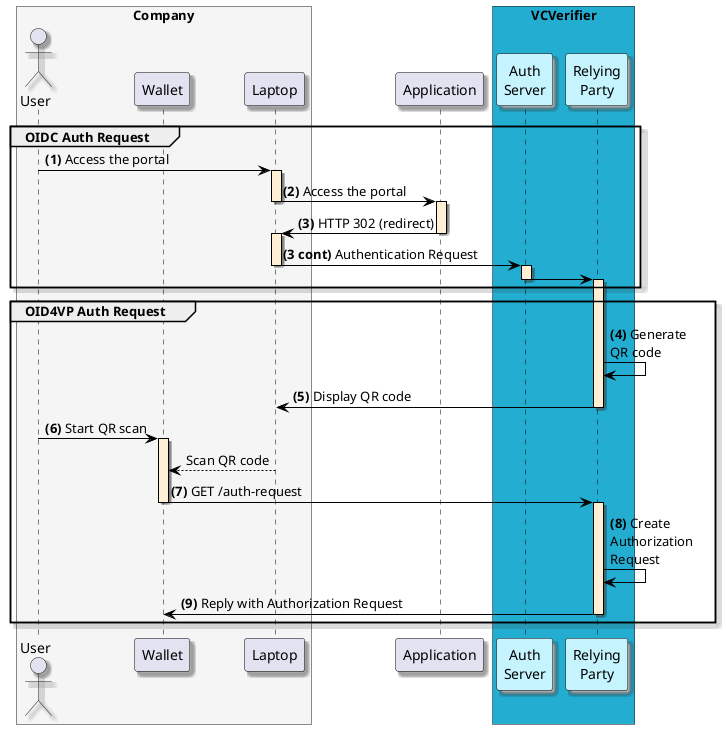 Company
VCVerifier
User
Wallet
Laptop
Application
Auth
Server
Relying
Party
OIDC Auth Request
(1) Access the portal
(2) Access the portal
(3) HTTP 302 (redirect)
(3 cont) Authentication Request
OID4VP Auth Request
(4) Generate
QR code
(5) Display QR code
(6) Start QR scan
Scan QR code
(7) GET /auth-request
(8) Create
Authorization
Request
(9) Reply with Authorization Request
User
Wallet
Laptop
Application
Auth
Server
Relying
Party